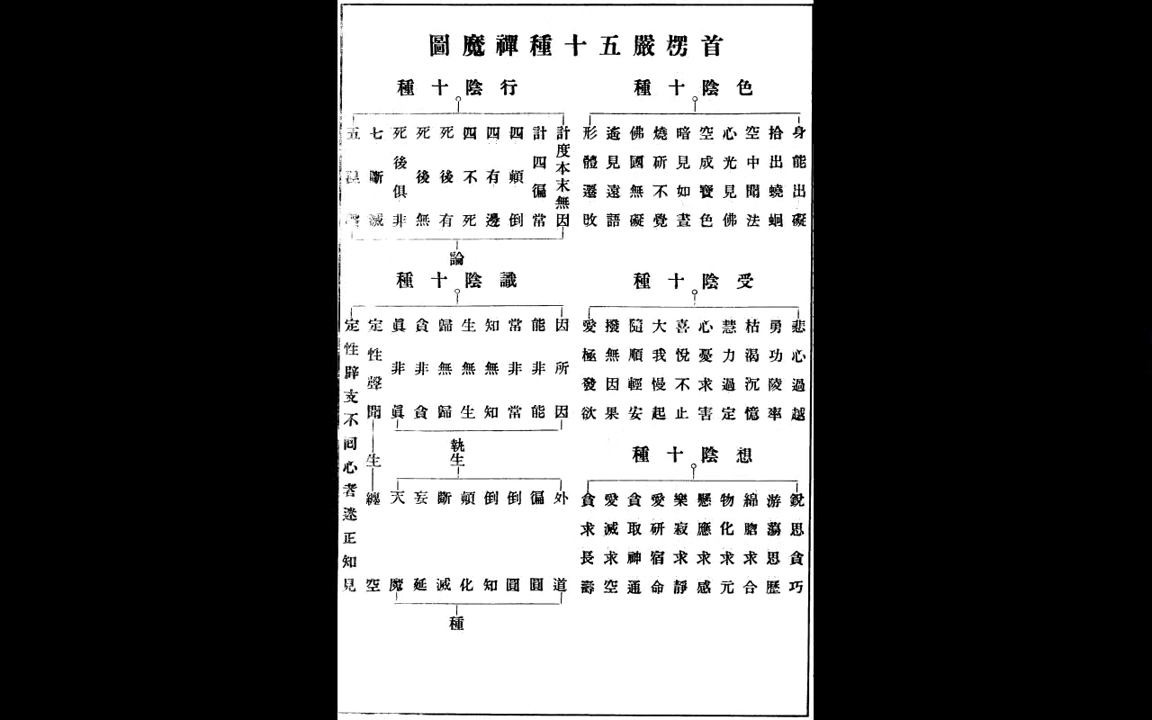 首楞嚴五十種禪魔圖
色陰十種
身能出礙
拾出蟯蛔
空中聞法
心光見佛
空成寶色
暗見如晝
燒研不覺
佛國無礙
遙見遠語
形體遷改
受陰十種
悲心過越
勇功陵率
枯渴沉憶
慧力過定
心憂求害
喜悅不止
大我慢起
隨順輕安
撥無因果
愛極發欲
想陰十種
銳思貪巧
游蕩思歷
綿䐇求合
物化求元
懸應求感
樂寂求靜
愛研宿命
貪取神通
愛滅求空
貪求長壽
行陰十種
計度本末無因
計四徧常
四顛倒
四有邊
四不死
死後有
死後無
死後俱非
七斷滅
五涅槃
論
識陰十種
因所因
能非能
常非常
知無知
生無生
歸無歸
貪非貪
眞非眞
執生
外道
徧圓
倒圓
倒知
顛化
斷滅
妄延
天魔
種
定性聲聞生纏空
定性辟支不囘心者迷正知見